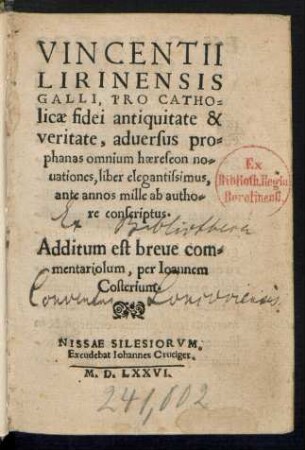 VINCENTII
LIRINENSIS
GALLI, PRO CATHO-
licæ fidei antiquitate &
veritate, aduersus pro-
phanas omnium hæreseon no-
uationes, liber elegantissimus,
ante annos mille ab autho-
re conscriptus.
Ex
Biblioth. Regia
Berolinensi.
Ex Bibliotheca
Additum est breue com-
mentariolum, per Ioannem
Costerium.
Conventus
NISSAE SILESIORVM,
Excudebat Iohannes Cruciger.
M. D. LXXVI.
241,602